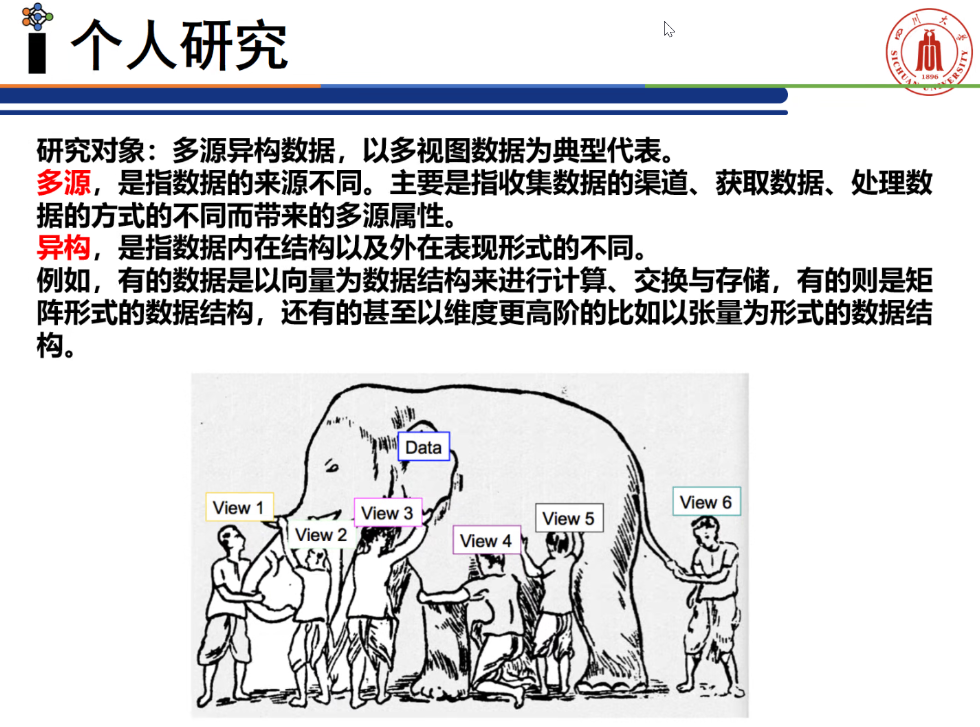 个人研究
四川大学
SICHUAN UNIVERSITY
1896
研究对象：多源异构数据，以多视图数据为典型代表。
多源，是指数据的来源不同。主要是指收集数据的渠道、获取数据、处理数
据的方式的不同而带来的多源属性。
异构，是指数据内在结构以及外在表现形式的不同。
例如，有的数据是以向量为数据结构来进行计算、交换与存储，有的则是矩
阵形式的数据结构，还有的甚至以维度更高阶的比如以张量为形式的数据结
构。
Data
View 1
View 2
View 3
View 4
View 5
View 6